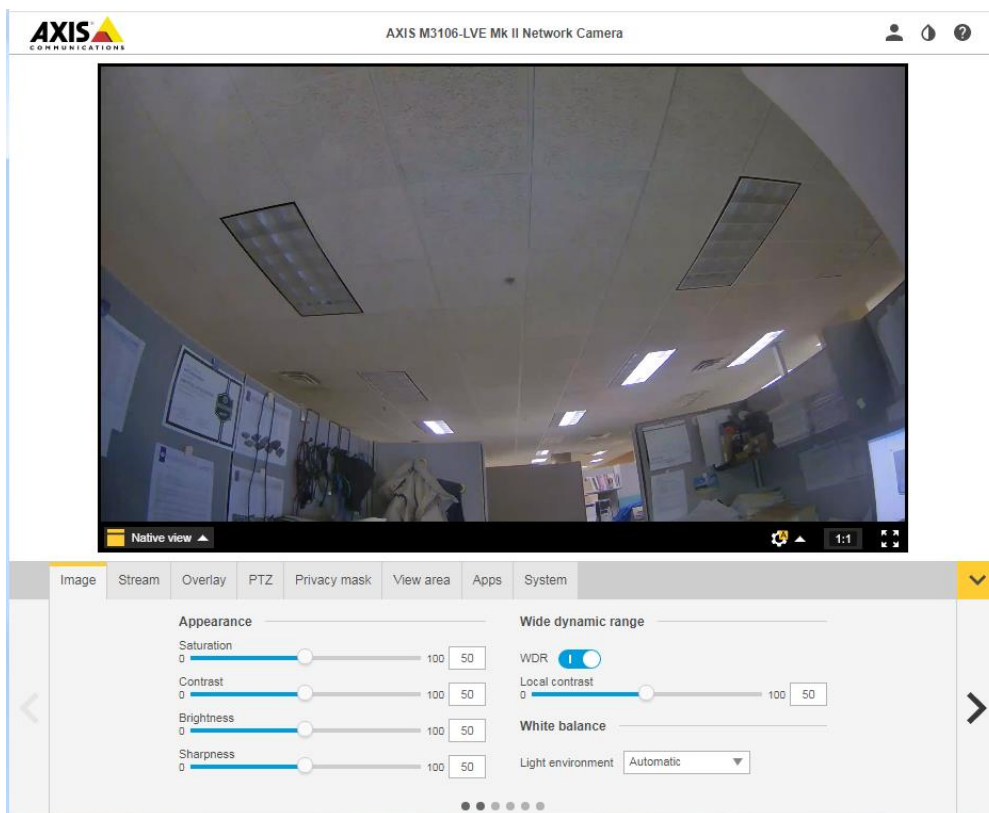 AXIS
COMMUNICATIONS
AXIS M3106-LVE Mk II Network Camera
Native view
A
1:1
Image Stream Overlay PTZ Privacy mask View area Apps System
Appearance
Saturation
0 100 50
Contrast
0 100 50
Brightness
0 100 50
Sharpness
0 100 50
Wide dynamic range
WDR
Local contrast
0 100 50
White balance
Light environment Automatic